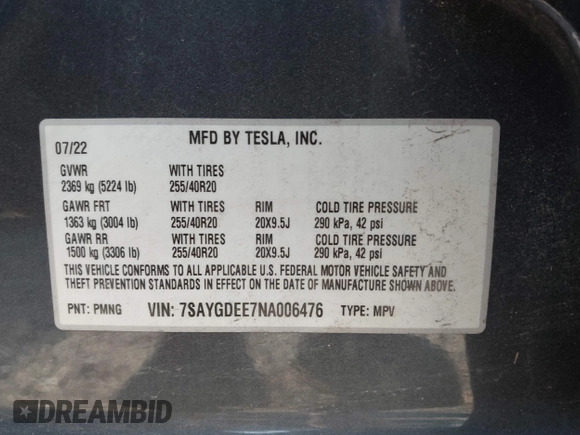 MFD BY TESLA, INC.
07/22
GVWR WITH TIRES
2369 kg (5224 lb) 255/40R20
GAWR FRT WITH TIRES RIM COLD TIRE PRESSURE
1363 kg (3004 lb) 255/40R20 20X9.5J 290 kPa, 42 psi
GAWR RR WITH TIRES RIM COLD TIRE PRESSURE
1500 kg (3306 lb) 255/40R20 20X9.5J 290 kPa, 42 psi
THIS VEHICLE CONFORMS TO ALL APPLICABLE U.S. FEDERAL MOTOR VEHICLE SAFETY AND
THEFT PREVENTION STANDARDS IN EFFECT ON THE DATE OF MANUFACTURE SHOWN ABOVE.
PNT: PMNG VIN: 7SAYGDEE7NA006476 TYPE: MPV
DREAMBID